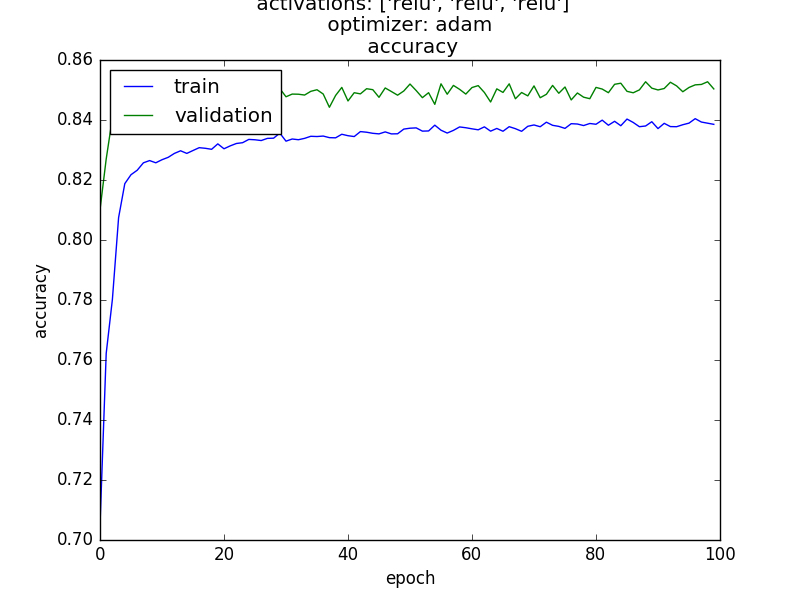 activations: ['relu', 'relu', 'relu']
optimizer: adam
accuracy
train
validation
0.86
0.84
0.82
0.80
0.78
0.76
0.74
0.72
0.70
accuracy
0 20 40 60 80 100
epoch